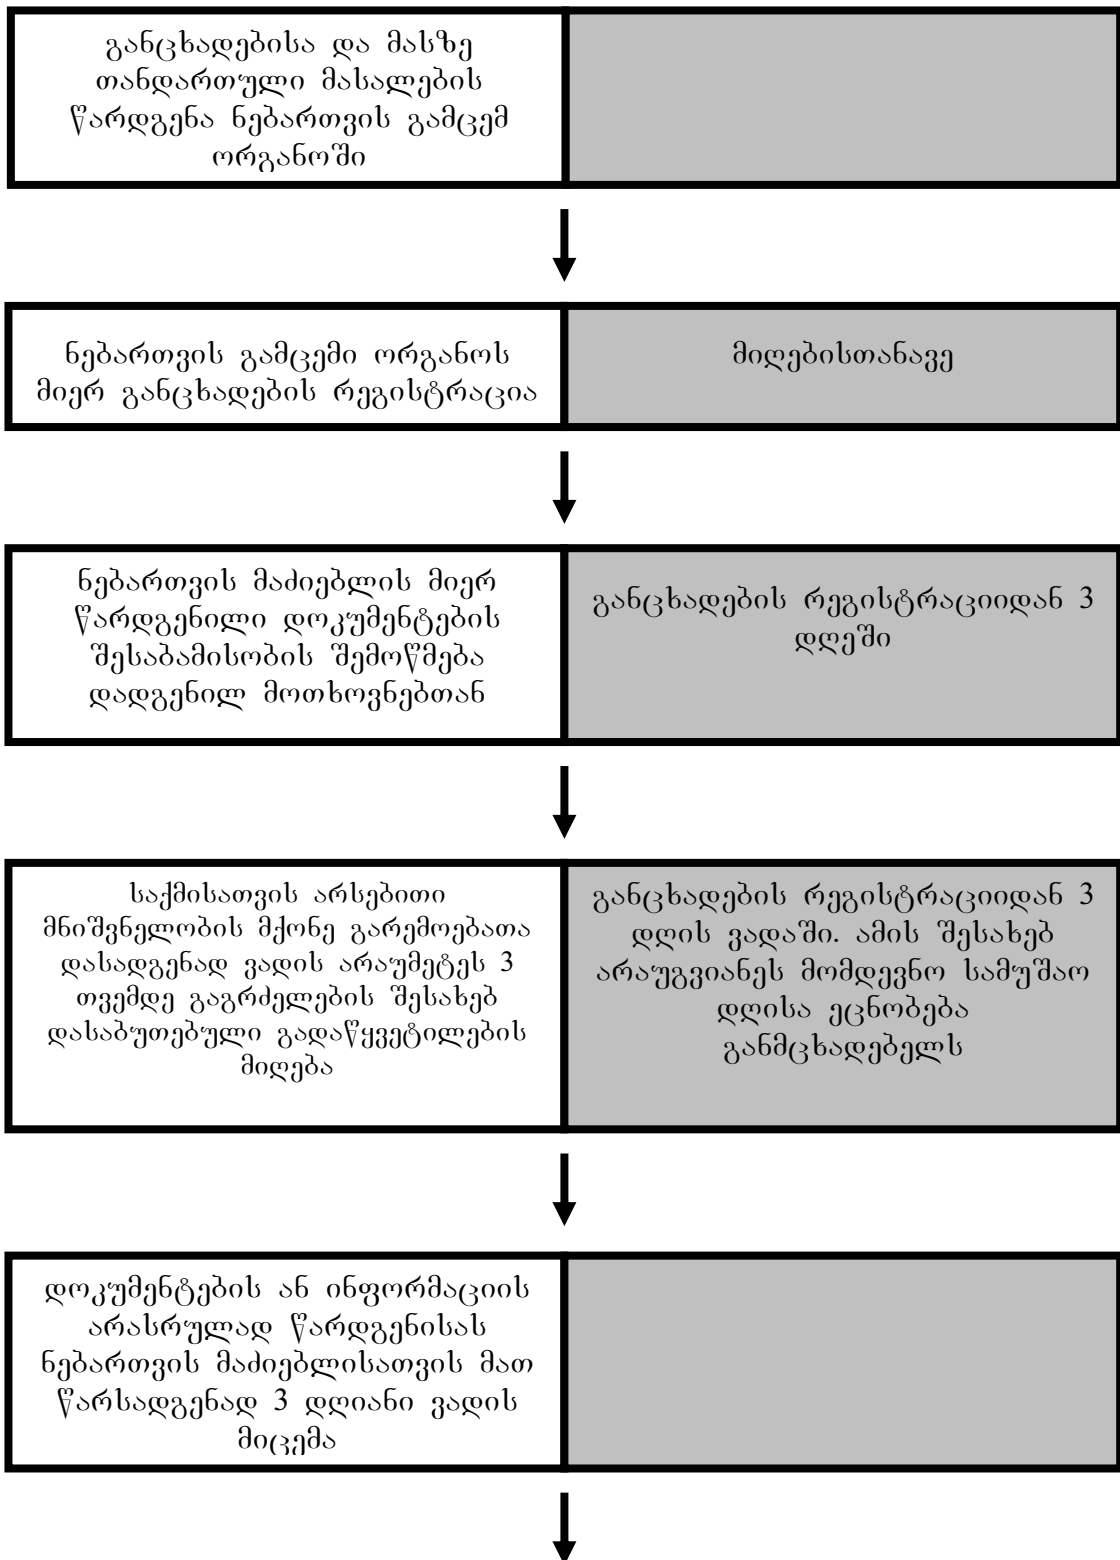 განცხადებისა და მასზე
თანდართული მასალების
წარდგენა ნებართვის გამცემ
ორგანოში
ნებართვის გამცემი ორგანოს
მიერ განცხადების რეგისტრაცია
მიღებისთანავე
ნებართვის მაძიებლის მიერ
წარდგენილი დოკუმენტების
შესაბამისობის შემოწმება
დადგენილ მოთხოვნებთან
განცხადების რეგისტრაციიდან 3
დღეში
საქმისათვის არსებითი
მნიშვნელობის მქონე გარემოებათა
დასადგენად ვადის არაუმეტეს 3
თვემდე გაგრძელების შესახებ
დასაბუთებული გადაწყვეტილების
მიღება
განცხადების რეგისტრაციიდან 3
დღის ვადაში. ამის შესახებ
არაუგვიანეს მომდევნო სამუშაო
დღისა ეცნობება
განმცხადებელს
დოკუმენტების ან ინფორმაციის
არასრულად წარდგენისას
ნებართვის მაძიებლისათვის მათ
წარსადგენად 3 დღიანი ვადის
მიცემა